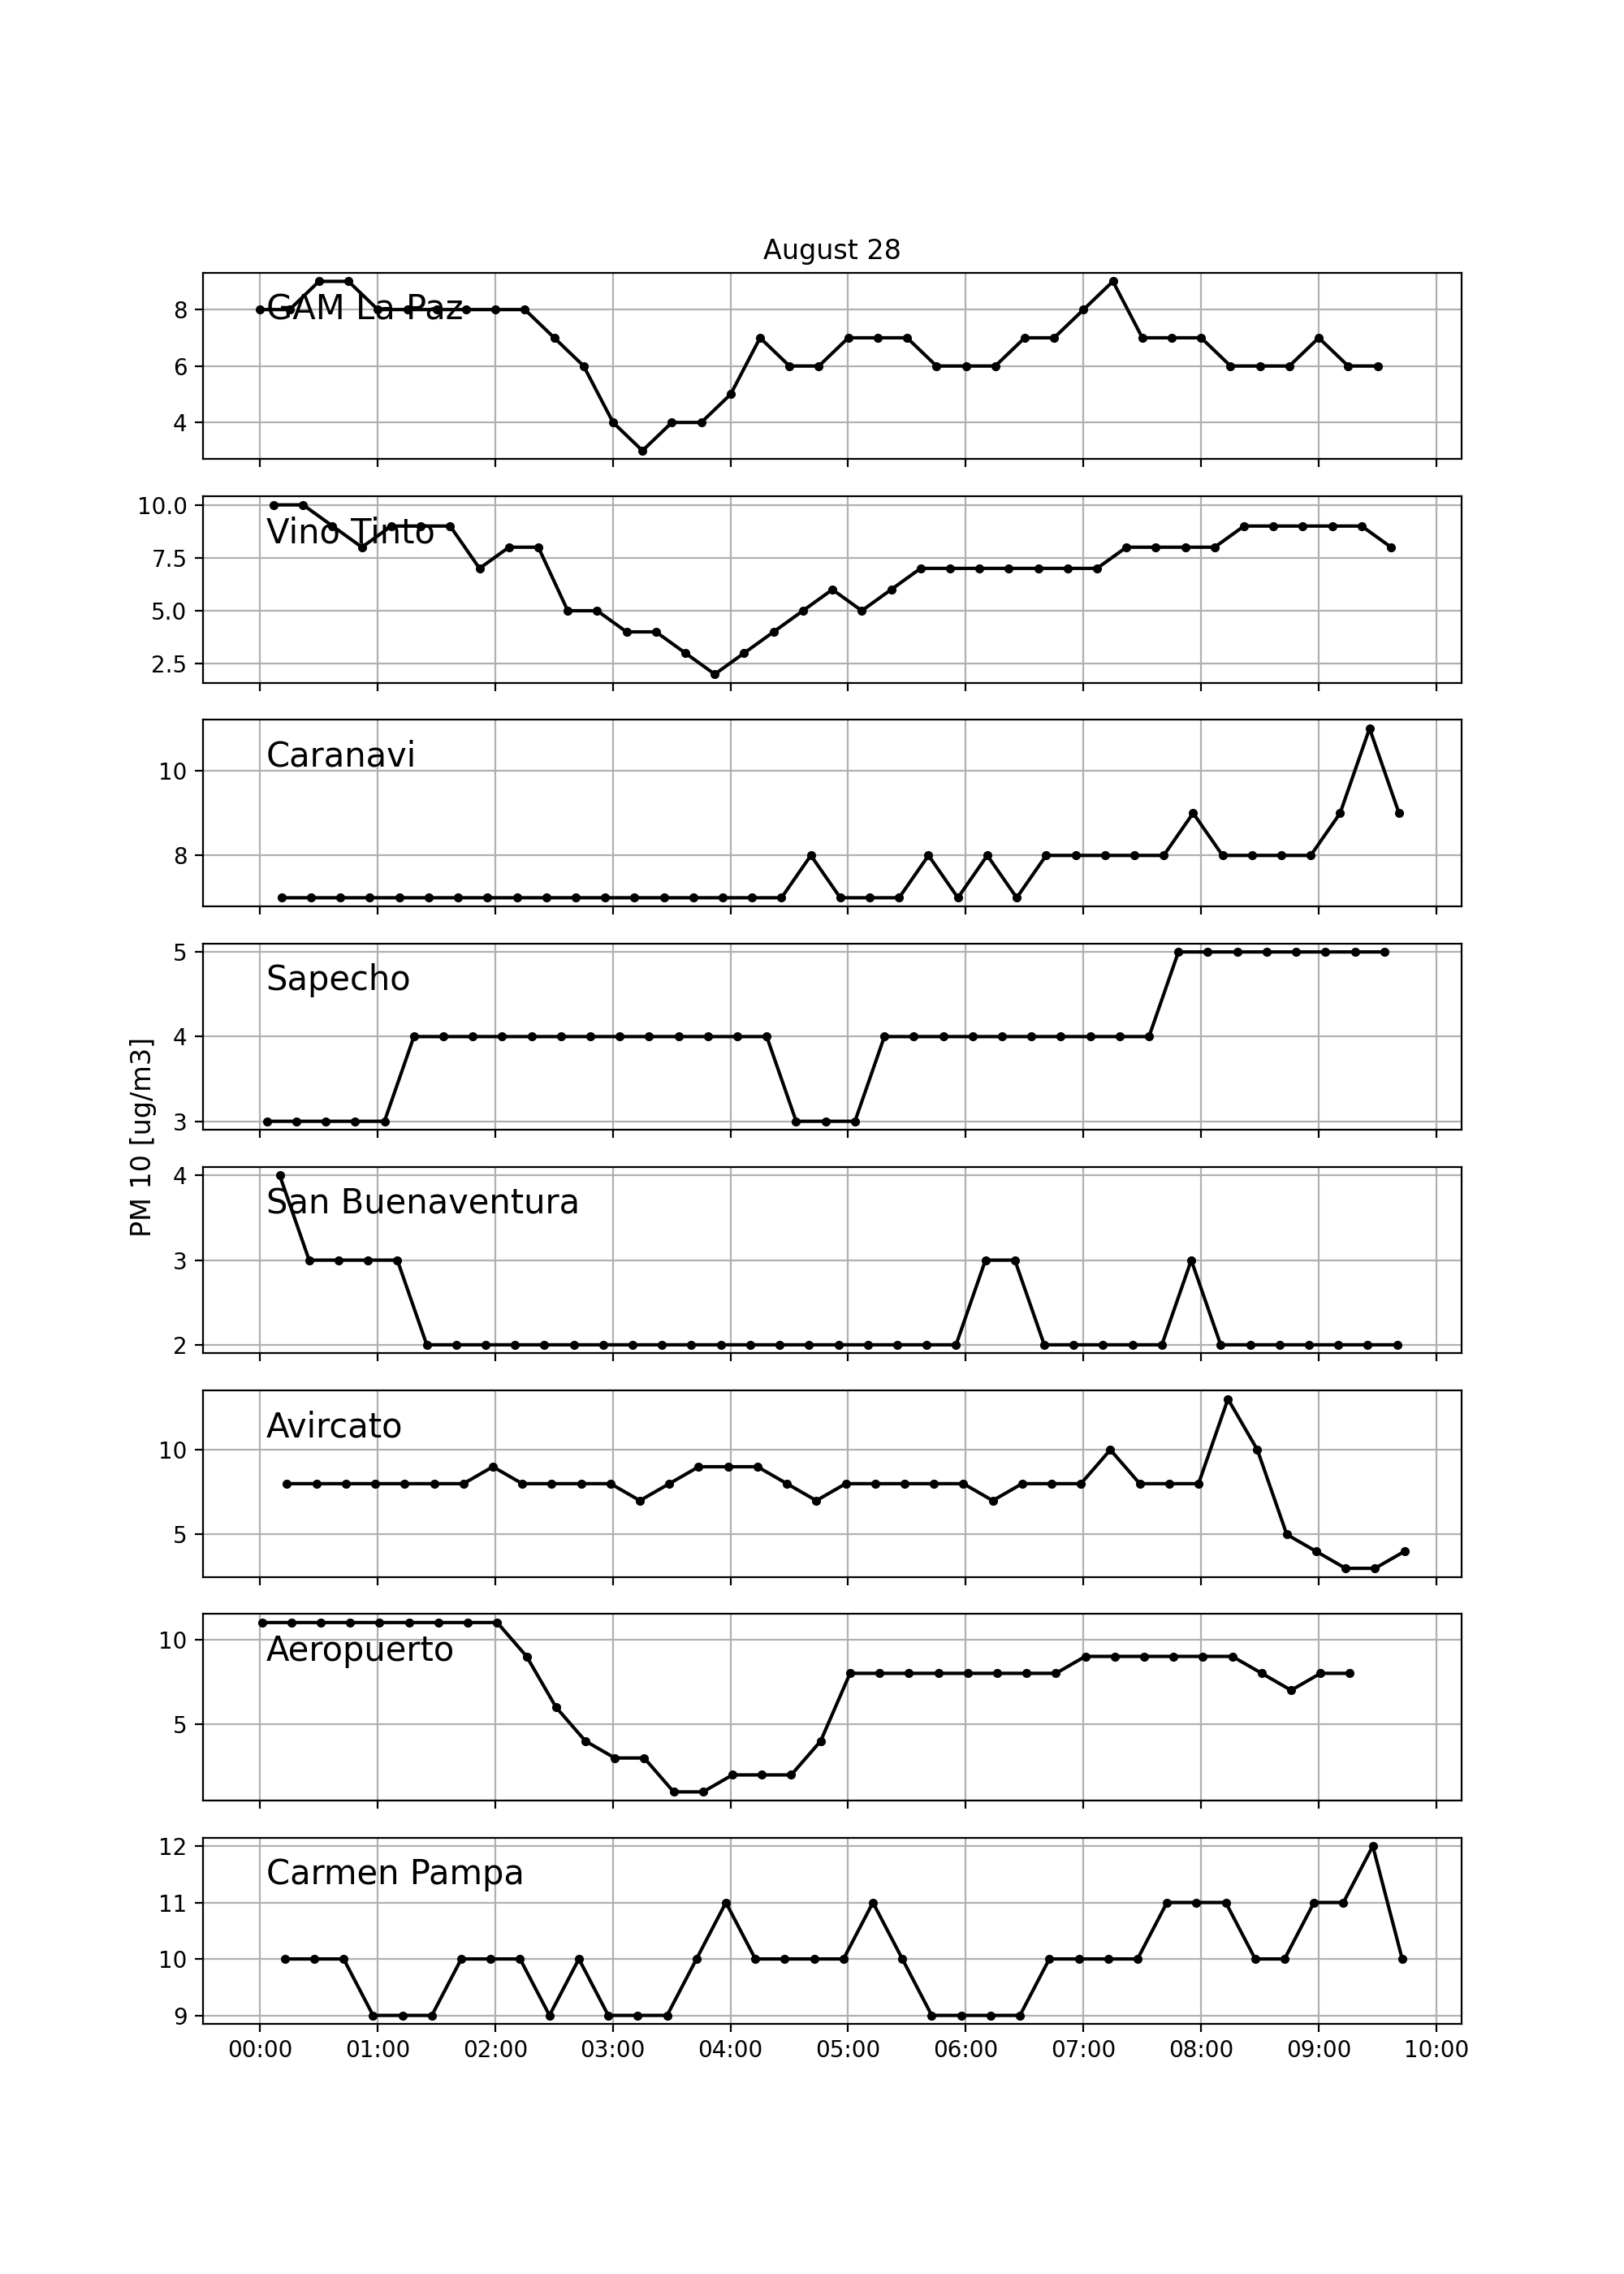 August 28
GAM La Paz
8
6
4
Vino Tinto
10.0
7.5
5.0
2.5
Caranavi
10
8
Sapecho
5
4
3
PM 10 [ug/m3]
San Buenaventura
4
3
2
Avircato
10
5
Aeropuerto
10
5
Carmen Pampa
12
11
10
9
00:00 01:00 02:00 03:00 04:00 05:00 06:00 07:00 08:00 09:00 10:00